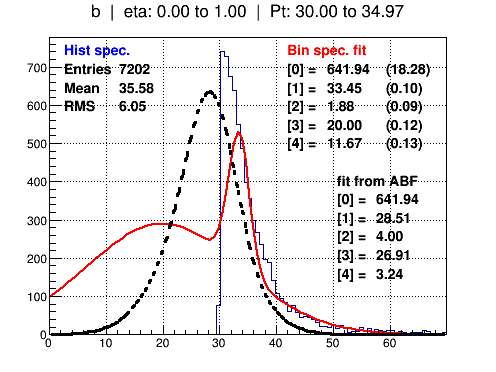 b | eta: 0.00 to 1.00 | Pt: 30.00 to 34.97
Hist spec.
Entries 7202
Mean 35.58
RMS 6.05
Bin spec. fit
[0] = 641.94 (18.28)
[1] = 33.45 (0.10)
[2] = 1.88 (0.09)
[3] = 20.00 (0.12)
[4] = 11.67 (0.13)
fit from ABF
[0] = 641.94
[1] = 28.51
[2] = 4.00
[3] = 26.91
[4] = 3.24
700
600
500
400
300
200
100
0
0 10 20 30 40 50 60